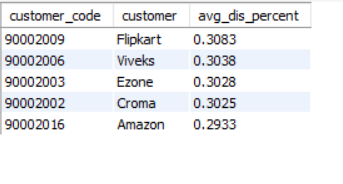 customer_code customer avg_dis_percent
90002009 Flipkart 0.3083
90002006 Viveks 0.3038
90002003 Ezone 0.3028
90002002 Croma 0.3025
90002016 Amazon 0.2933